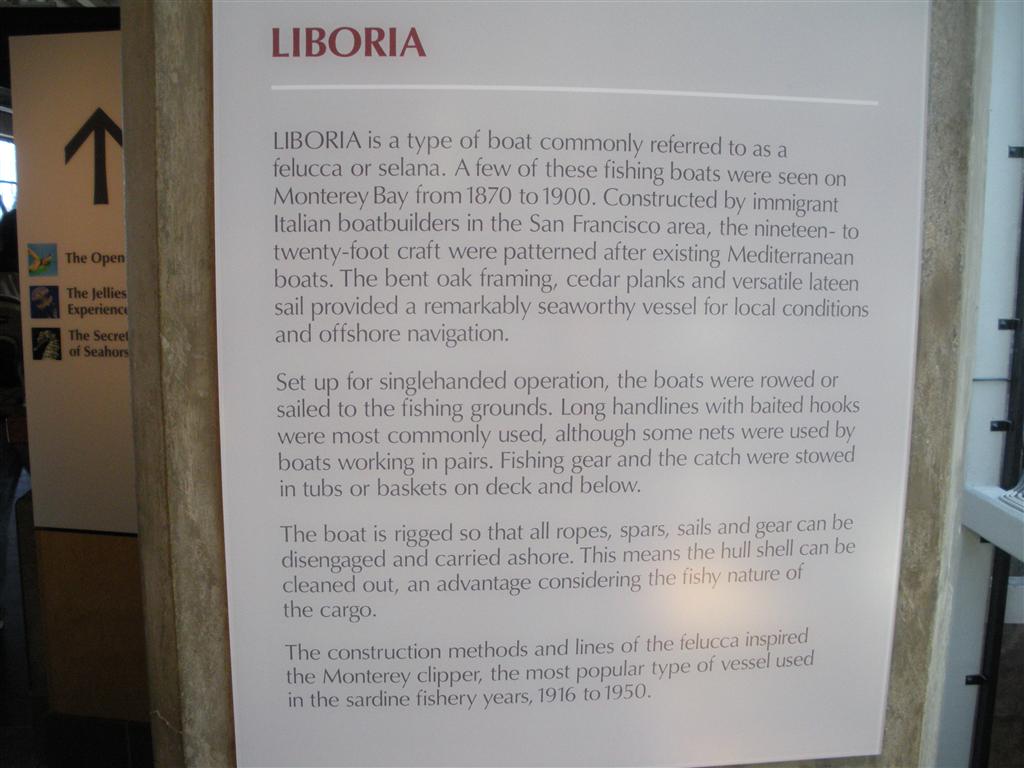 LIBORIA
LIBORIA is a type of boat commonly referred to as a
felucca or selana. A few of these fishing boats were seen on
Monterey Bay from 1870 to 1900. Constructed by immigrant
Italian boatbuilders in the San Francisco area, the nineteen- to
twenty-foot craft were patterned after existing Mediterranean
boats. The bent oak framing, cedar planks and versatile lateen
sail provided a remarkably seaworthy vessel for local conditions
and offshore navigation.
Set up for singlehanded operation, the boats were rowed or
sailed to the fishing grounds. Long handlines with baited hooks
were most commonly used, although some nets were used by
boats working in pairs. Fishing gear and the catch were stowed
in tubs or baskets on deck and below.
The boat is rigged so that all ropes, spars, sails and gear can be
disengaged and carried ashore. This means the hull shell can be
cleaned out, an advantage considering the fishy nature of
the cargo.
The construction methods and lines of the felucca inspired
the Monterey clipper, the most popular type of vessel used
in the sardine fishery years, 1916 to 1950.
The Open
The Jellies
Experience
The Secret
of Seahors